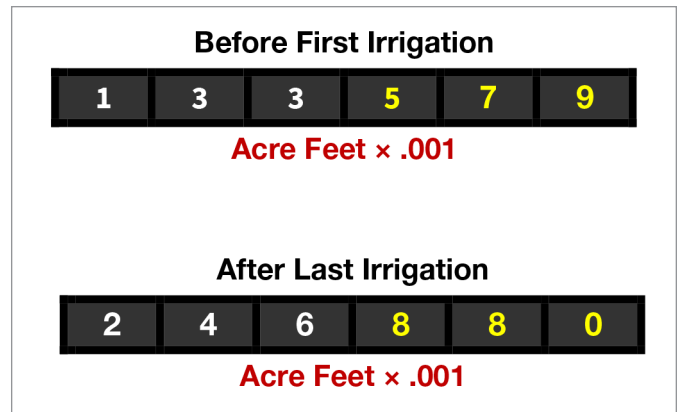 Before First Irrigation
1 3 3 5 7 9
Acre Feet × .001
After Last Irrigation
2 4 6 8 8 0
Acre Feet × .001